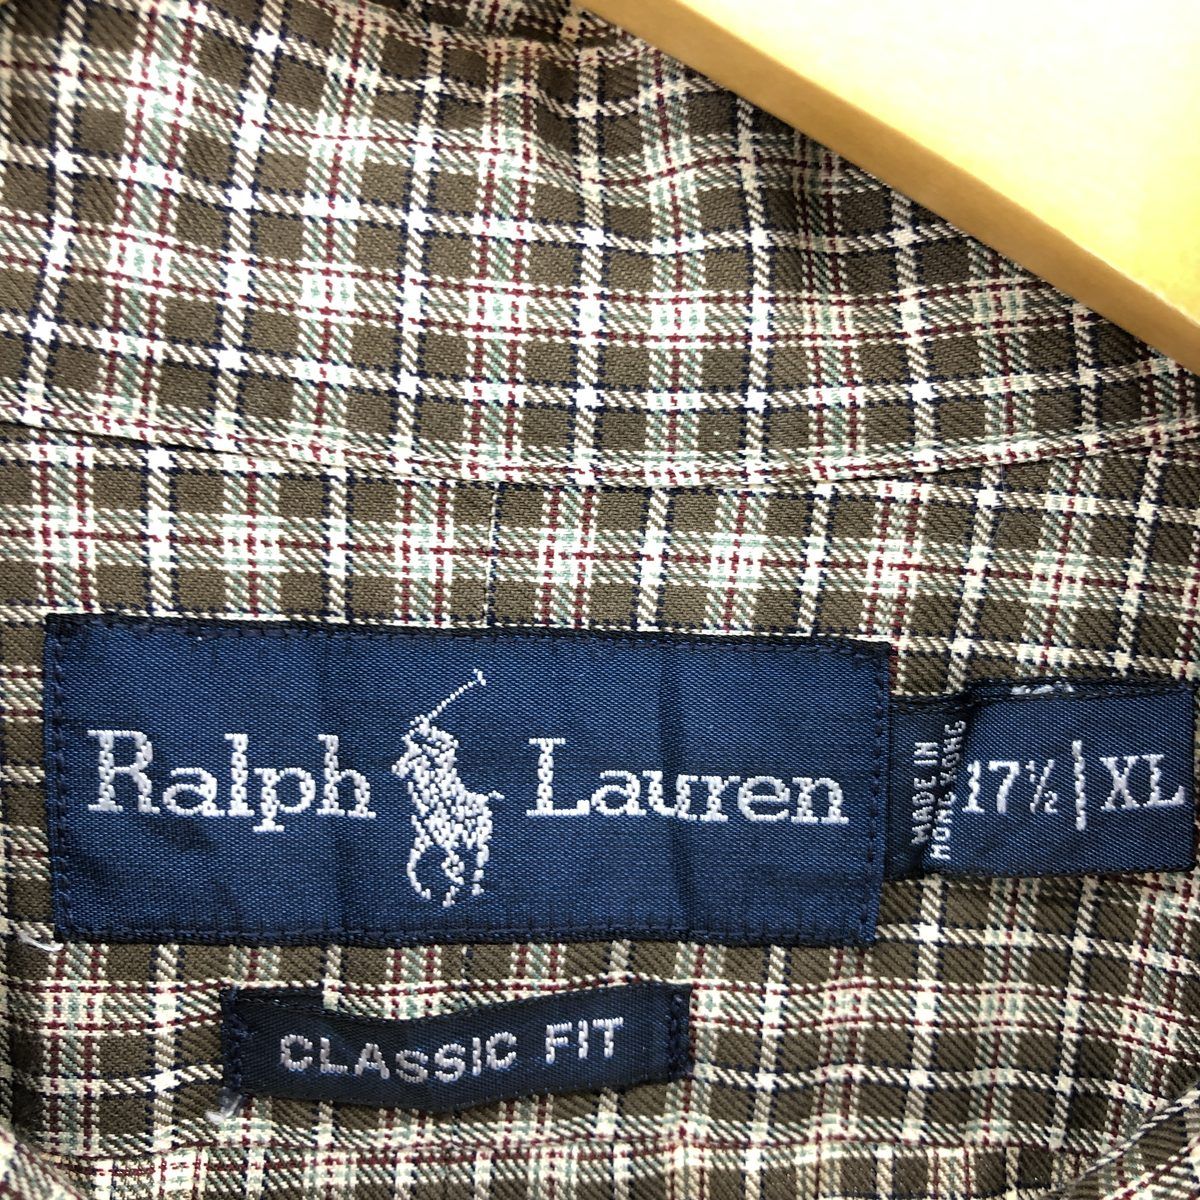 Ralph Lauren
MADE IN
HONG KONG
17½ | XL
CLASSIC FIT